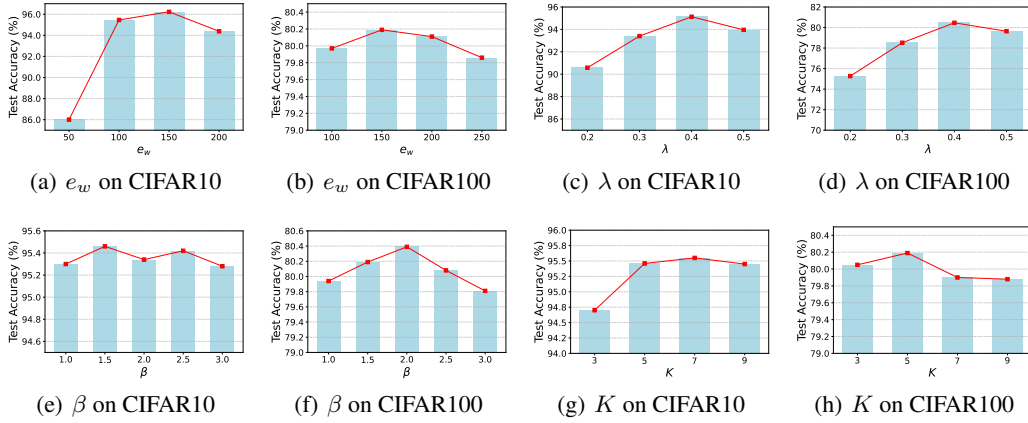 Test Accuracy (%)
96.0
94.0
92.0
90.0
88.0
86.0
50 100 150 200
e_w
(a) e_w on CIFAR10
Test Accuracy (%)
80.4
80.2
80.0
79.8
79.6
79.4
79.2
79.0
100 150 200 250
e_w
(b) e_w on CIFAR100
Test Accuracy (%)
96
94
92
90
88
86
0.2 0.3 0.4 0.5
λ
(c) λ on CIFAR10
Test Accuracy (%)
82
80
78
76
74
72
70
0.2 0.3 0.4 0.5
λ
(d) λ on CIFAR100
Test Accuracy (%)
95.6
95.4
95.2
95.0
94.8
94.6
1.0 1.5 2.0 2.5 3.0
β
(e) β on CIFAR10
Test Accuracy (%)
80.6
80.4
80.2
80.0
79.8
79.6
79.4
79.2
79.0
1.0 1.5 2.0 2.5 3.0
β
(f) β on CIFAR100
Test Accuracy (%)
96.0
95.8
95.5
95.2
95.0
94.8
94.5
94.2
94.0
3 5 7 9
K
(g) K on CIFAR10
Test Accuracy (%)
80.4
80.2
80.0
79.8
79.6
79.4
79.2
79.0
3 5 7 9
K
(h) K on CIFAR100